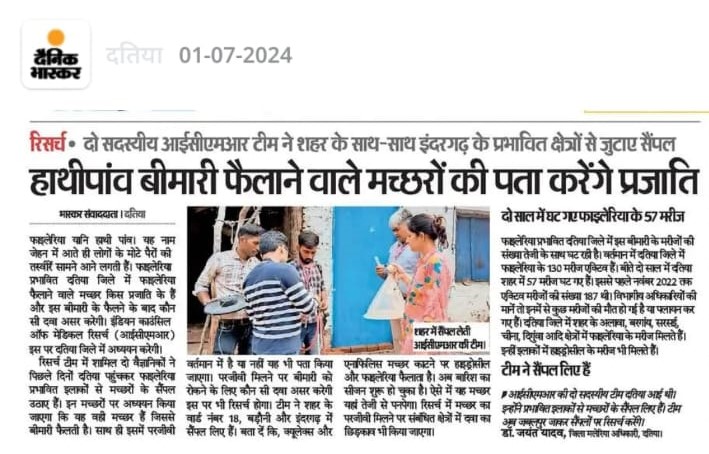 दैनिक
भास्कर
दतिया 01-07-2024
रिसर्च • दो सदस्यीय आईसीएमआर टीम ने शहर के साथ-साथ इंदरगढ़ के प्रभावित क्षेत्रों से जुटाए सैंपल
हाथीपांव बीमारी फैलाने वाले मच्छरों की पता करेंगे प्रजाति
भास्कर संवाददाता | दतिया
फाइलेरिया यानि हाथी पांव। यह नाम
जेहन में आते ही लोगों के मोटे पैरों की
तस्वीरें सामने आने लगती हैं। फाइलेरिया
प्रभावित दतिया जिले में फाइलेरिया
फैलाने वाले मच्छर किस प्रजाति के हैं
और इस बीमारी के फैलने के बाद कौन
सी दवा असर करेगी। इंडियन काउंसिल
ऑफ मेडिकल रिसर्च (आईसीएमआर)
इस पर दतिया जिले में अध्ययन करेगी।
रिसर्च टीम में शामिल दो वैज्ञानिकों ने
पिछले दिनों दतिया पहुंचकर फाइलेरिया
प्रभावित इलाकों से मच्छरों के सैंपल
उठाए हैं। इन मच्छरों पर अध्ययन किया
जाएगा कि यह वही मच्छर हैं जिससे
बीमारी फैलती है। साथ ही इसमें परजीवी
शहर में सैंपल लेती
आईसीएमआर की टीम।
वर्तमान में है या नहीं यह भी पता किया
जाएगा। परजीवी मिलने पर बीमारी को
रोकने के लिए कौन सी दवा असर करेगी
इस पर भी रिसर्च होगा। टीम ने शहर के
वार्ड नंबर 18, बड़ौनी और इंदरगढ़ में
सैंपल लिए हैं। बता दें कि, क्यूलेक्स और
एनाफिलिस मच्छर काटने पर हाइड्रोसील
और फाइलेरिया फैलाता है। अब बारिश का
सीजन शुरू हो चुका है। ऐसे में यह मच्छर
यहां तेजी से पनपेगा। रिसर्च में मच्छर का
परजीवी मिलने पर संबंधित क्षेत्रों में दवा का
छिड़काव भी किया जाएगा।
दो साल में घट गए फाइलेरिया के 57 मरीज
फाइलेरिया प्रभावित दतिया जिले में इस बीमारी के मरीजों की
संख्या तेजी के साथ घट रही है। वर्तमान में दतिया जिले में
फाइलेरिया के 130 मरीज एक्टिव हैं। बीते दो साल में दतिया
शहर में 57 मरीज घट गए हैं। इससे पहले नवंबर 2022 तक
एक्टिव मरीजों की संख्या 187 थी। विभागीय अधिकारियों की
मानें तो इनमें से कुछ मरीजों की मौत हो गई है या पलायन कर
गए हैं। दतिया जिले में शहर के अलावा, बरगांय, सरसई,
चीना, दिगुंवा आदि क्षेत्रों में फाइलेरिया के मरीज मिलते हैं।
इन्हीं इलाकों में हाइड्रोसील के मरीज भी मिलते हैं।
टीम ने सैंपल लिए हैं
आईसीएमआर की दो सदस्यीय टीम दतिया आई थी।
इन्होंने प्रभावित इलाकों से मच्छरों के सैंपल लिए हैं। टीम
अब जबलपुर जाकर सैंपलों पर रिसर्च करेगी।
डॉ. जयंत यादव, जिला मलेरिया अधिकारी, दतिया।